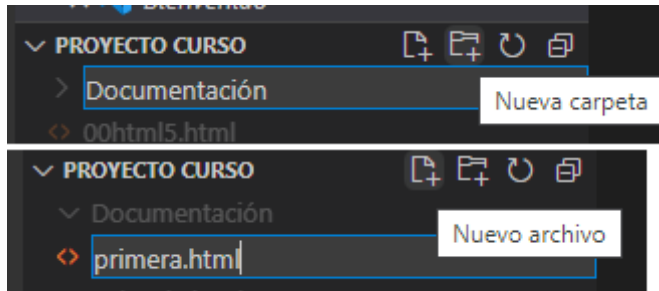 Bienvenido
PROYECTO CURSO
Documentación
Nueva carpeta
00html5.html
PROYECTO CURSO
Documentación
Nuevo archivo
primera.html